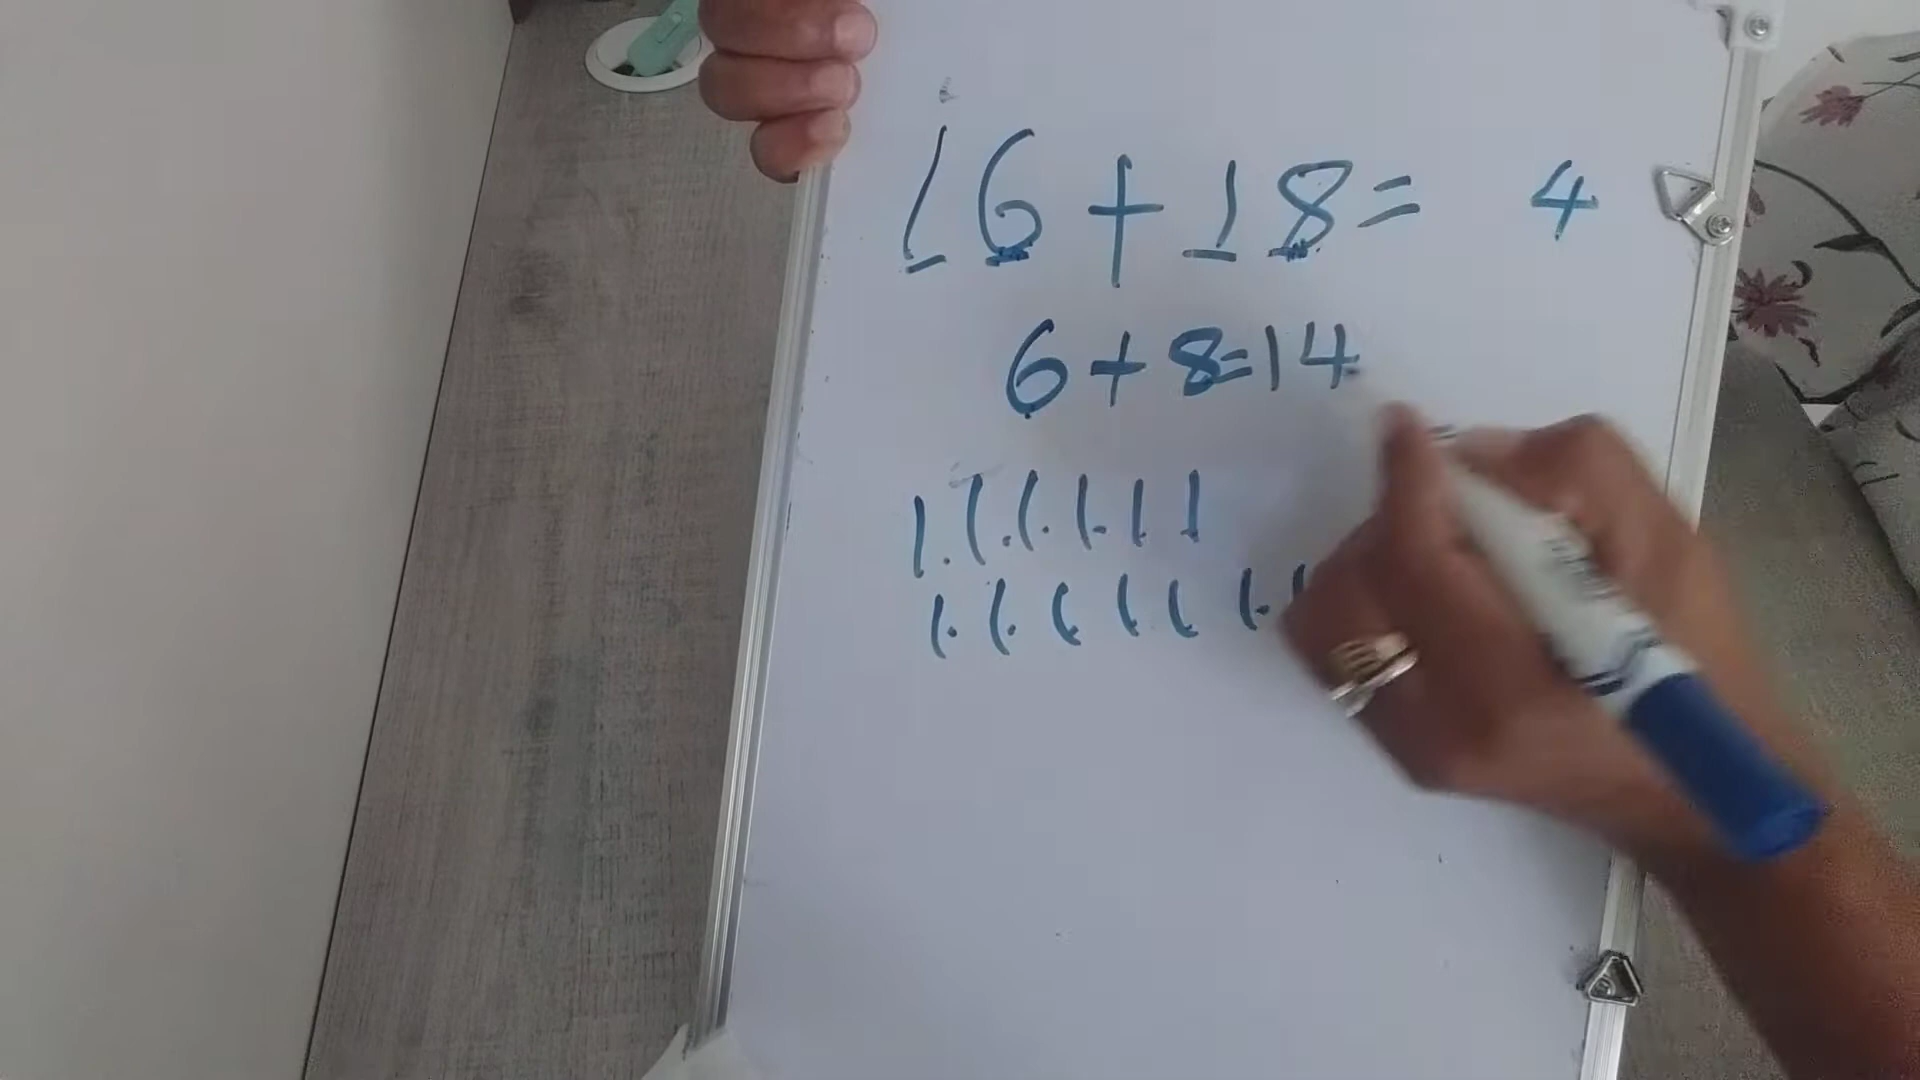 16 + 18 = 4
6 + 8 = 14